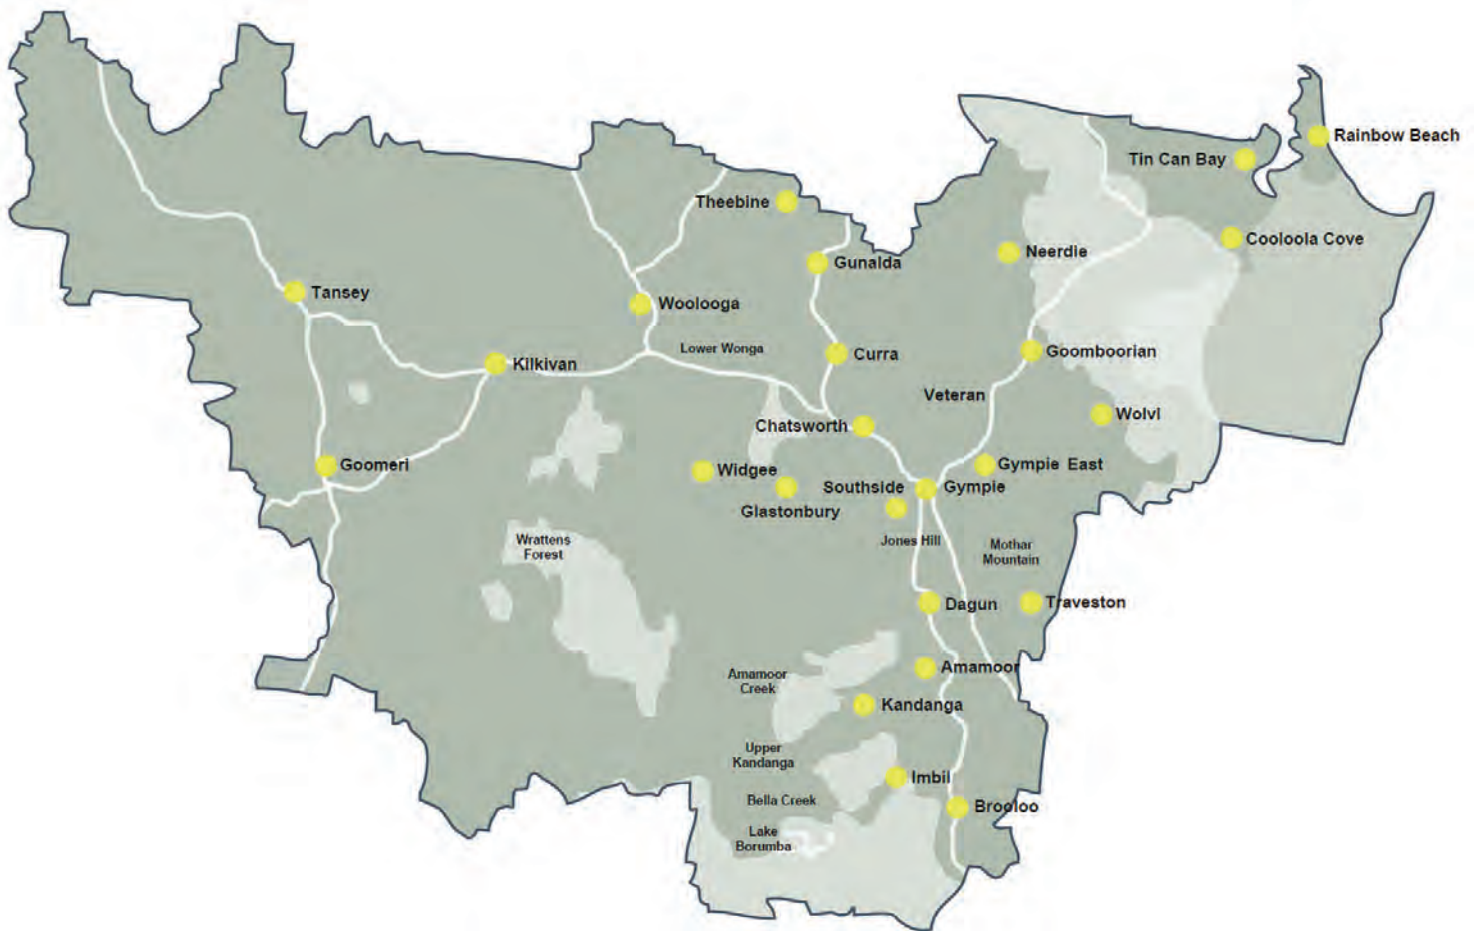 Rainbow Beach
Tin Can Bay
Theebine
Cooloola Cove
Neerdie
Gunalda
Tansey
Woolooga
Lower Wonga
Curra
Goomboorian
Kilkivan
Veteran
Wolvi
Chatsworth
Goomeri
Widgee
Gympie East
Southside
Gympie
Glastonbury
Wrattens
Forest
Jones Hill
Mothar
Mountain
Dagun
Traveston
Amamoor
Amamoor
Creek
Kandanga
Upper
Kandanga
Imbil
Bella Creek
Brooloo
Lake
Borumba